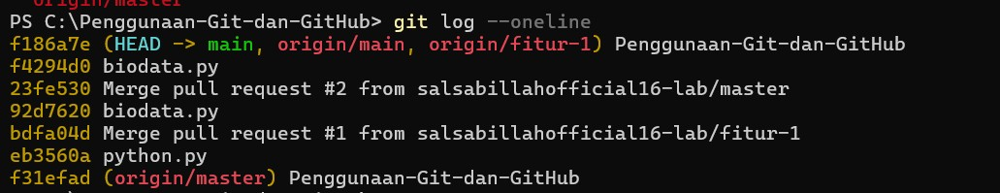 origin/master
PS C:\Penggunaan-Git-dan-GitHub> git log --oneline
f186a7e (HEAD -> main, origin/main, origin/fitur-1) Penggunaan-Git-dan-GitHub
f4294d0 biodata.py
23fe530 Merge pull request #2 from salsabillahofficial16-lab/master
92d7620 biodata.py
bdfa04d Merge pull request #1 from salsabillahofficial16-lab/fitur-1
eb3560a python.py
f31efad (origin/master) Penggunaan-Git-dan-GitHub